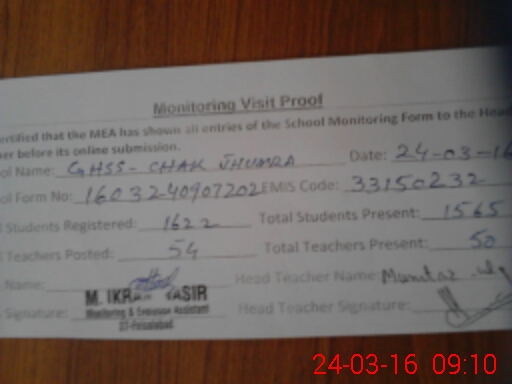 Monitoring Visit Proof
ertified that the MEA has shown all entries of the School Monitoring Form to the Head
her before its online submission.
ool Name: GHSS- CHAK JHUMRA Date: 24-03-16
ol Form No: 1603240907202 EMIS Code: 33150232
Students Registered: 1622 Total Students Present: 1565
Teachers Posted: 54 Total Teachers Present: 50
Name: Head Teacher Name: Mumtaz
M. IKRAM YASIR
Signature: Monitoring & Evaluation Assistant Head Teacher Signature:
Faisalabad
24-03-16 09:10